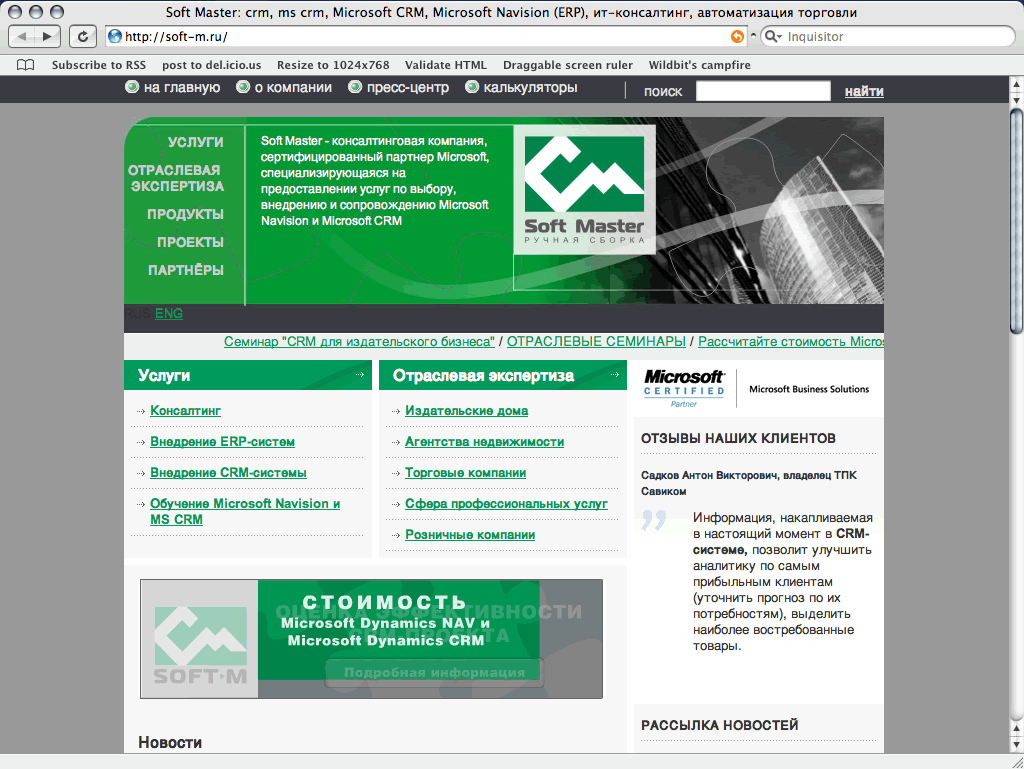 Soft Master: crm, ms crm, Microsoft CRM, Microsoft Navision (ERP), ит-консалтинг, автоматизация торговли
http://soft-m.ru/
Inquisitor
Subscribe to RSS post to del.icio.us Resize to 1024x768 Validate HTML Draggable screen ruler Wildbit's campfire
на главную о компании пресс-центр калькуляторы поиск найти
УСЛУГИ
ОТРАСЛЕВАЯ
ЭКСПЕРТИЗА
ПРОДУКТЫ
ПРОЕКТЫ
ПАРТНЁРЫ
Soft Master - консалтинговая компания,
сертифицированный партнер Microsoft,
специализирующаяся на
предоставлении услуг по выбору,
внедрению и сопровождению Microsoft
Navision и Microsoft CRM
Soft Master
РУЧНАЯ СБОРКА
RUS ENG
Семинар "CRM для издательского бизнеса" / ОТРАСЛЕВЫЕ СЕМИНАРЫ / Рассчитайте стоимость Micros
Услуги
Консалтинг
Внедрение ERP-систем
Внедрение CRM-системы
Обучение Microsoft Navision и
MS CRM
Отраслевая экспертиза
Издательские дома
Агентства недвижимости
Торговые компании
Сфера профессиональных услуг
Розничные компании
Microsoft
CERTIFIED
Partner
Microsoft Business Solutions
ОТЗЫВЫ НАШИХ КЛИЕНТОВ
Садков Антон Викторович, владелец ТПК
Савиком
Информация, накапливаемая
в настоящий момент в CRM-
системе, позволит улучшить
аналитику по самым
прибыльным клиентам
(уточнить прогноз по их
потребностям), выделить
наиболее востребованные
товары.
СТОИМОСТЬ
ОЦЕНКА ЭФФЕКТИВНОСТИ
Microsoft Dynamics NAV и
CRM ПРОЕКТА
Microsoft Dynamics CRM
Подробная информация
SOFT-M
Новости
РАССЫЛКА НОВОСТЕЙ